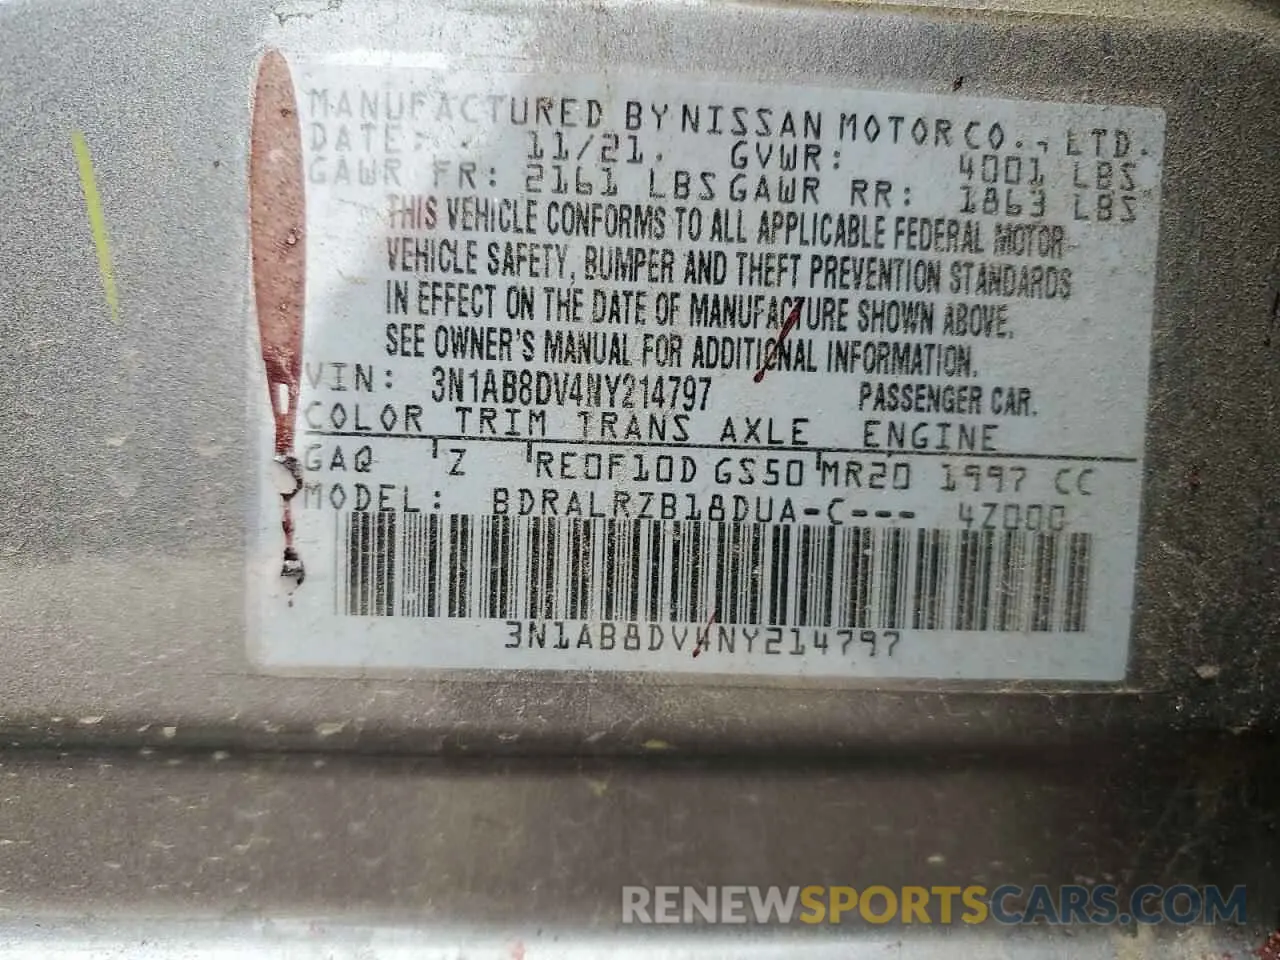 MANUFACTURED BY NISSAN MOTOR CO., LTD.
DATE: 11/21. GVWR: 4001 LBS
GAWR FR: 2161 LBS GAWR RR: 1863 LBS
THIS VEHICLE CONFORMS TO ALL APPLICABLE FEDERAL MOTOR
VEHICLE SAFETY, BUMPER AND THEFT PREVENTION STANDARDS
IN EFFECT ON THE DATE OF MANUFACTURE SHOWN ABOVE.
SEE OWNER'S MANUAL FOR ADDITIONAL INFORMATION.
VIN: 3N1AB8DV4NY214797 PASSENGER CAR.
COLOR TRIM TRANS AXLE ENGINE
GAQ Z RE0F10D GS50 MR20 1997 CC
MODEL: BDRALRZB18DUA-C--- 4Z000
3N1AB8DV4NY214797
RENEWSPORTSCARS.COM